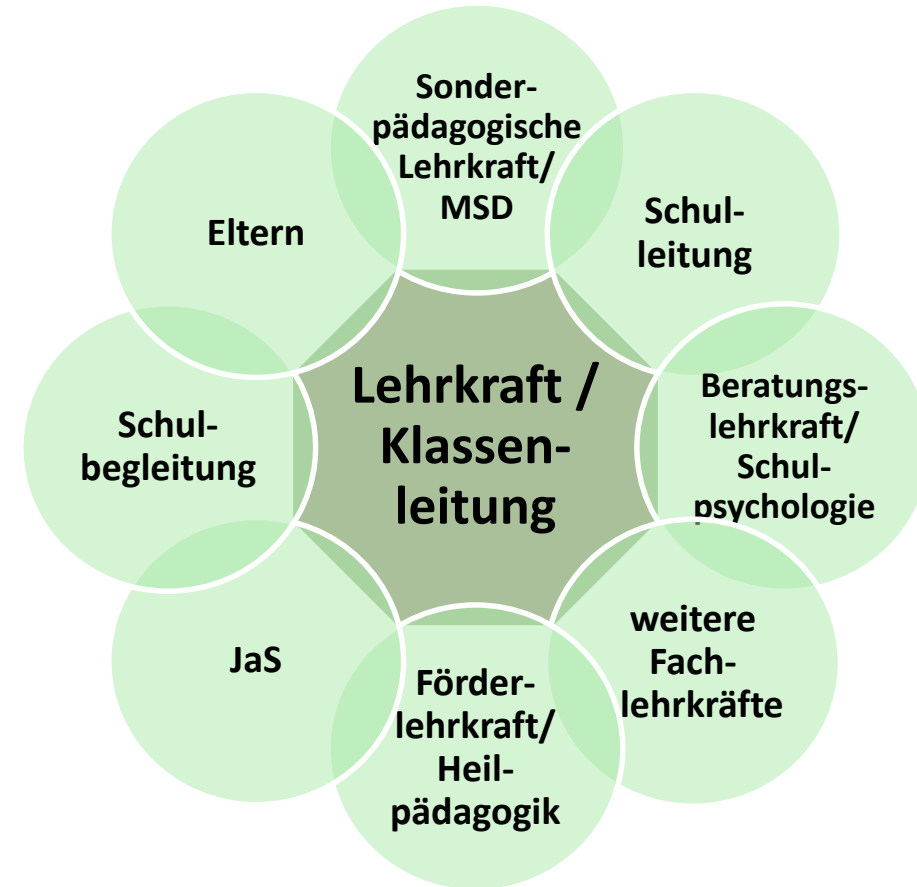 Sonder-
pädagogische
Lehrkraft/
MSD
Schul-
leitung
Beratungs-
lehrkraft/
Schul-
psychologie
weitere
Fach-
lehrkräfte
Förder-
lehrkraft/
Heil-
pädagogik
JaS
Schul-
begleitung
Eltern
Lehrkraft /
Klassen-
leitung